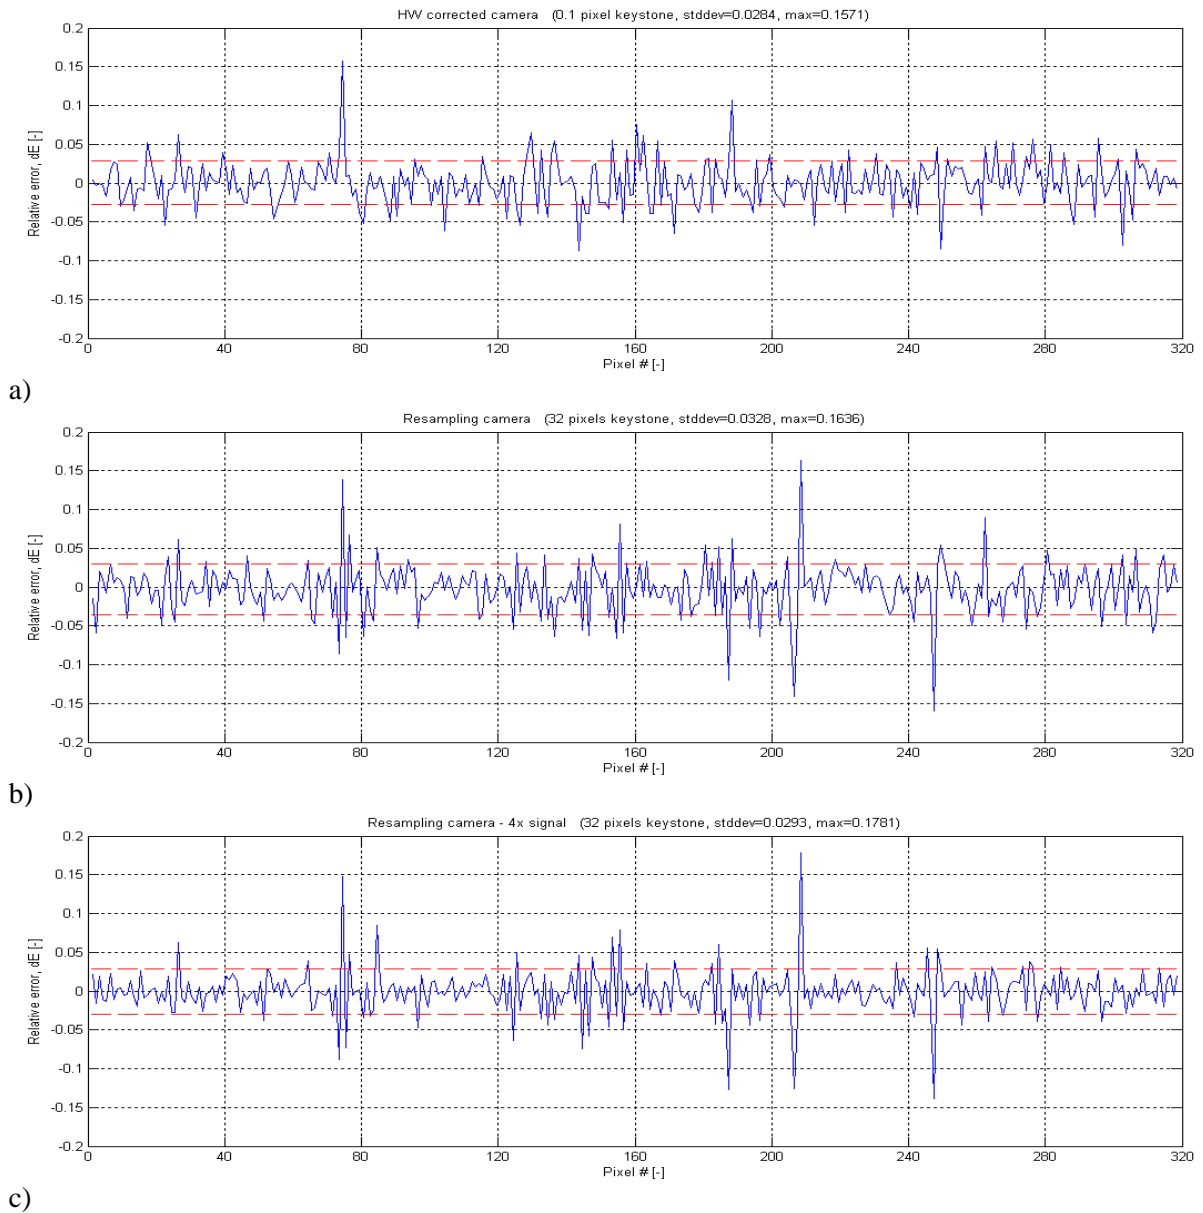 HW corrected camera (0.1 pixel keystone, stddev=0.0284, max=0.1571)
0.2
0.15
0.1
0.05
0
-0.05
-0.1
-0.15
-0.2
Relative error, dE [-]
0 40 80 120 160 200 240 280 320
Pixel # [-]
a)
Resampling camera (32 pixels keystone, stddev=0.0328, max=0.1636)
0.2
0.15
0.1
0.05
0
-0.05
-0.1
-0.15
-0.2
Relative error, dE [-]
0 40 80 120 160 200 240 280 320
Pixel # [-]
b)
Resampling camera - 4x signal (32 pixels keystone, stddev=0.0293, max=0.1781)
0.2
0.15
0.1
0.05
0
-0.05
-0.1
-0.15
-0.2
Relative error, dE [-]
0 40 80 120 160 200 240 280 320
Pixel # [-]
c)